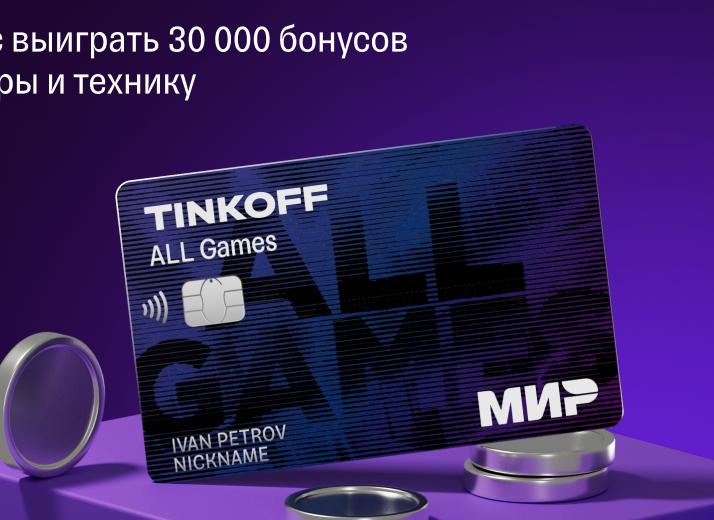 с выиграть 30 000 бонусов
ры и технику
TINKOFF
ALL Games
ALL
GAMES
МИР
IVAN PETROV
NICKNAME